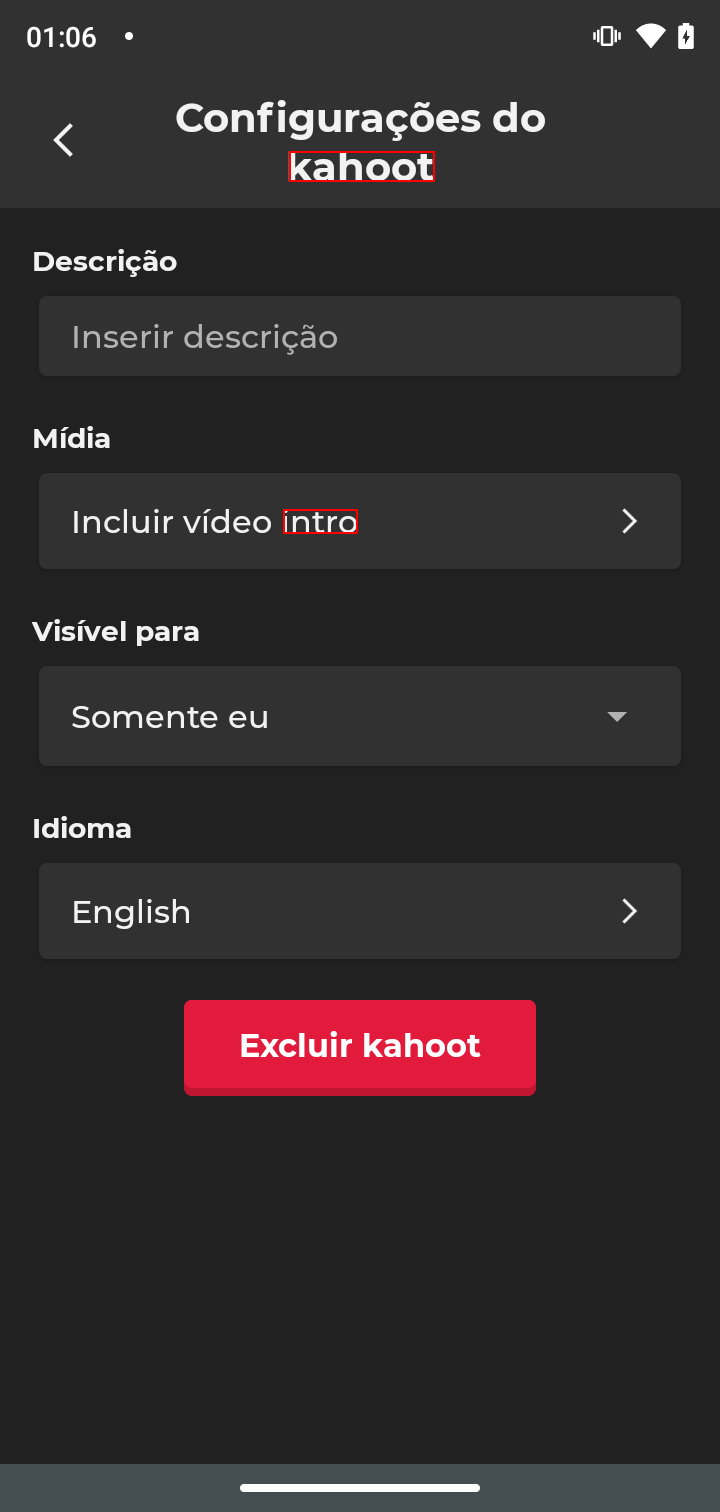 01:06
Configurações do
kahoot
Descrição
Inserir descrição
Mídia
Incluir vídeo intro
Visível para
Somente eu
Idioma
English
Excluir kahoot